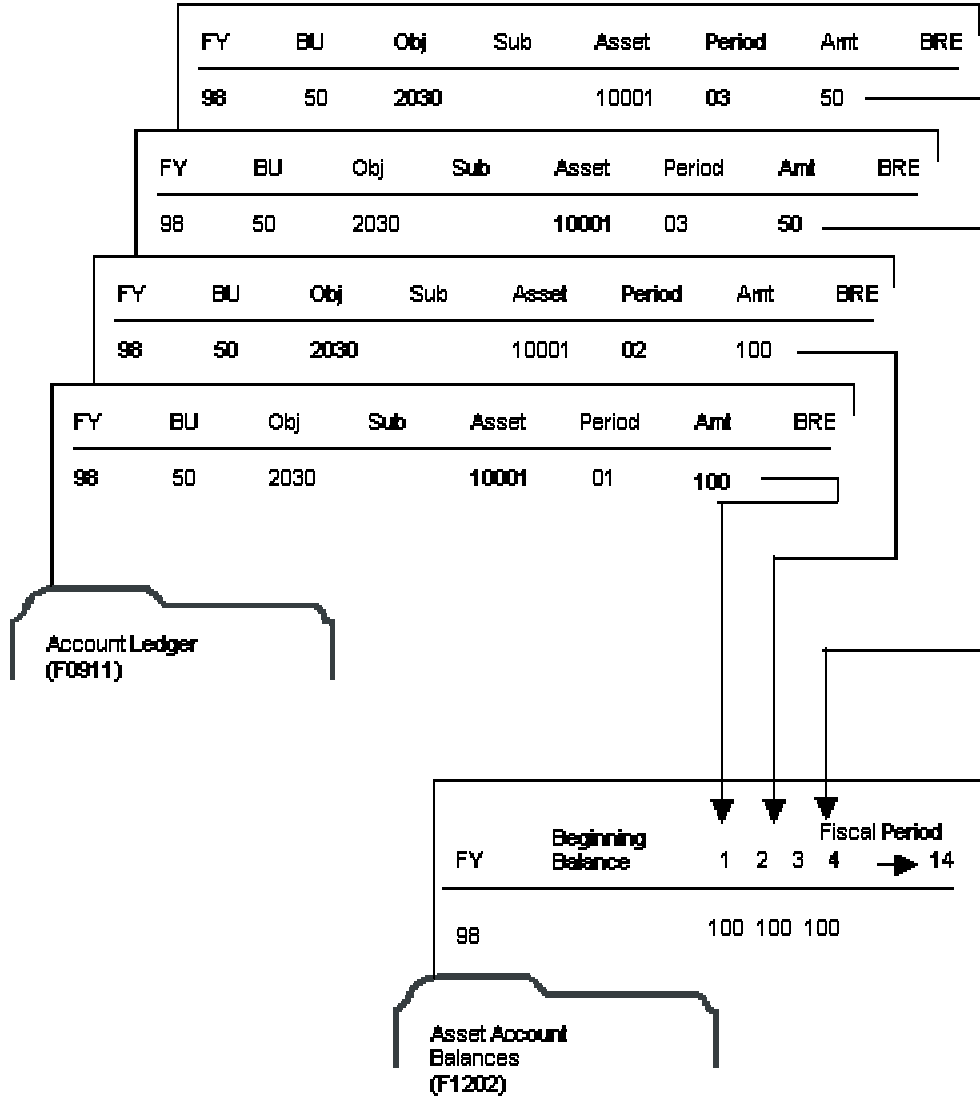 FY BU Obj Sub Asset Period Amt BRE
98 50 2030 10001 03 50
FY BU Obj Sub Asset Period Amt BRE
98 50 2030 10001 03 50
FY BU Obj Sub Asset Period Amt BRE
98 50 2030 10001 02 100
FY BU Obj Sub Asset Period Amt BRE
98 50 2030 10001 01 100
Account Ledger
(F0911)
Fiscal Period
FY Beginning Balance 1 2 3 4 14
98 100 100 100
Asset Account
Balances
(F1202)